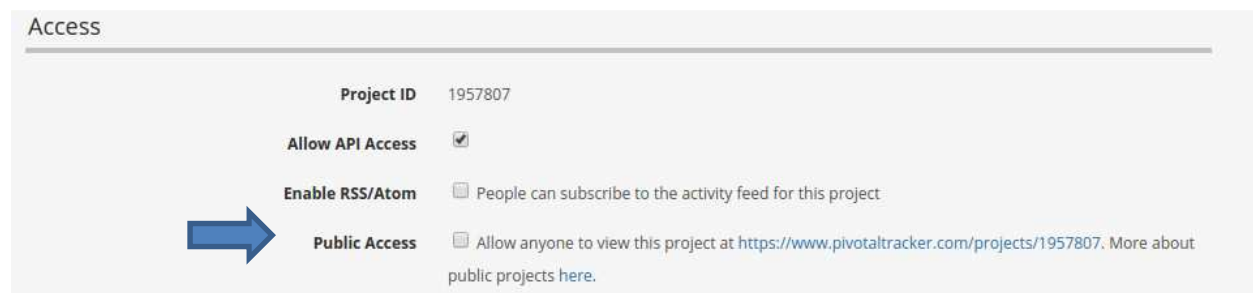 Access
Project ID 1957807
Allow API Access
Enable RSS/Atom People can subscribe to the activity feed for this project
Public Access Allow anyone to view this project at https://www.pivotaltracker.com/projects/1957807. More about
public projects here.